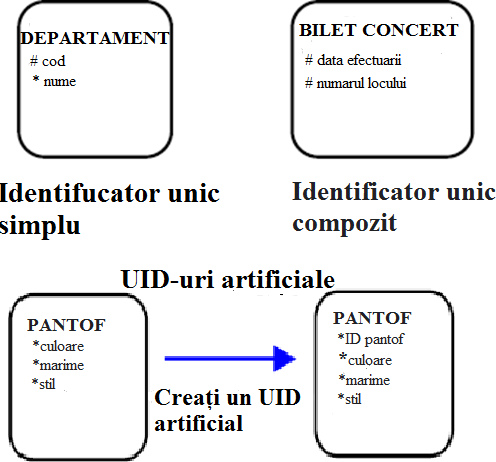 DEPARTAMENT
# cod
* nume
BILET CONCERT
# data efectuarii
# numarul locului
Identifucator unic
simplu
Identificator unic
compozit
UID-uri artificiale
PANTOF
*culoare
*marime
*stil
Creați un UID
artificial
PANTOF
*ID pantof
*culoare
*marime
*stil